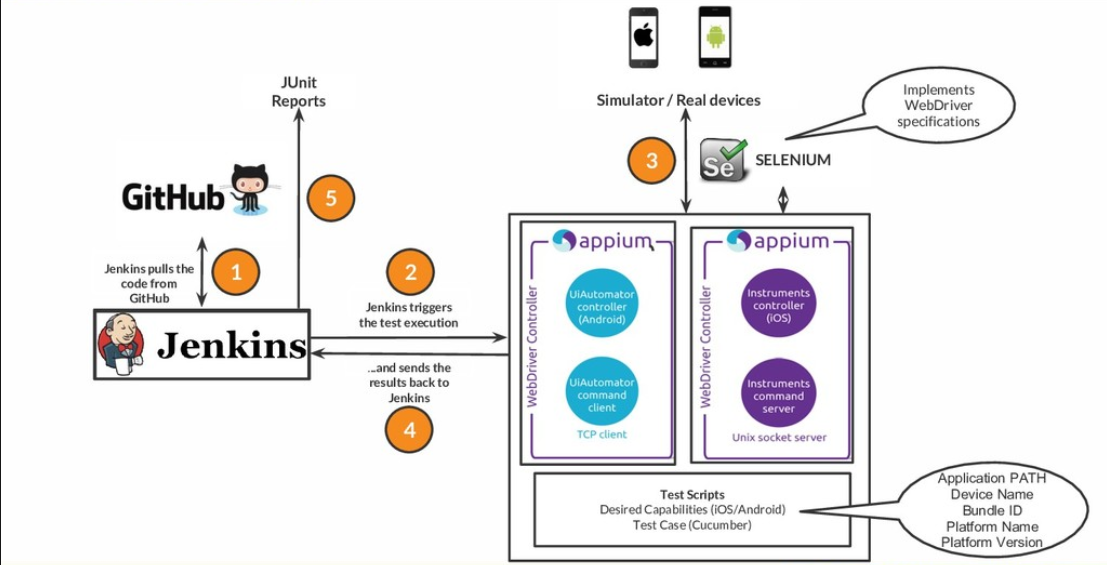 JUnit
Reports
Simulator / Real devices
Implements
WebDriver
specifications
Se
SELENIUM
3
GitHub
5
Jenkins pulls the
code from
GitHub
1
2
Jenkins triggers
the test execution
Jenkins
...and sends the
results back to
Jenkins
4
appium
WebDriver Controller
UiAutomator
controller
(Android)
UiAutomator
command
client
TCP client
appium
WebDriver Controller
Instruments
controller
(iOS)
Instruments
command
server
Unix socket server
Test Scripts
Desired Capabilities (iOS/Android)
Test Case (Cucumber)
Application PATH
Device Name
Bundle ID
Platform Name
Platform Version